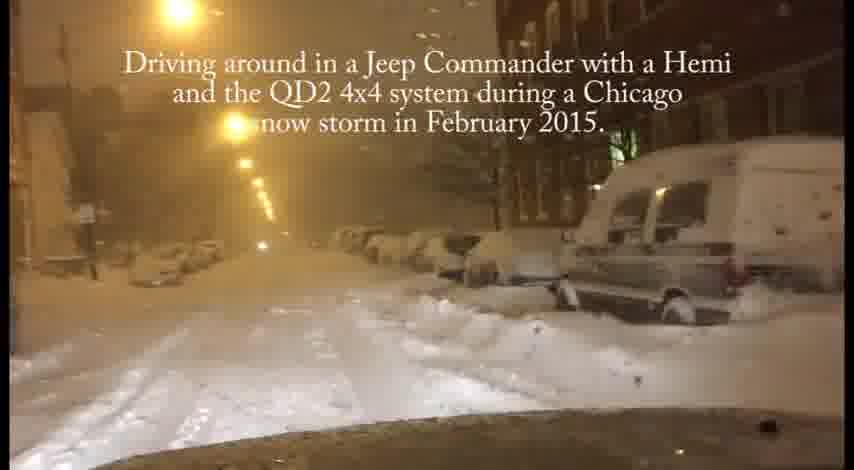 Driving around in a Jeep Commander with a Hemi
and the QD2 4x4 system during a Chicago
snow storm in February 2015.